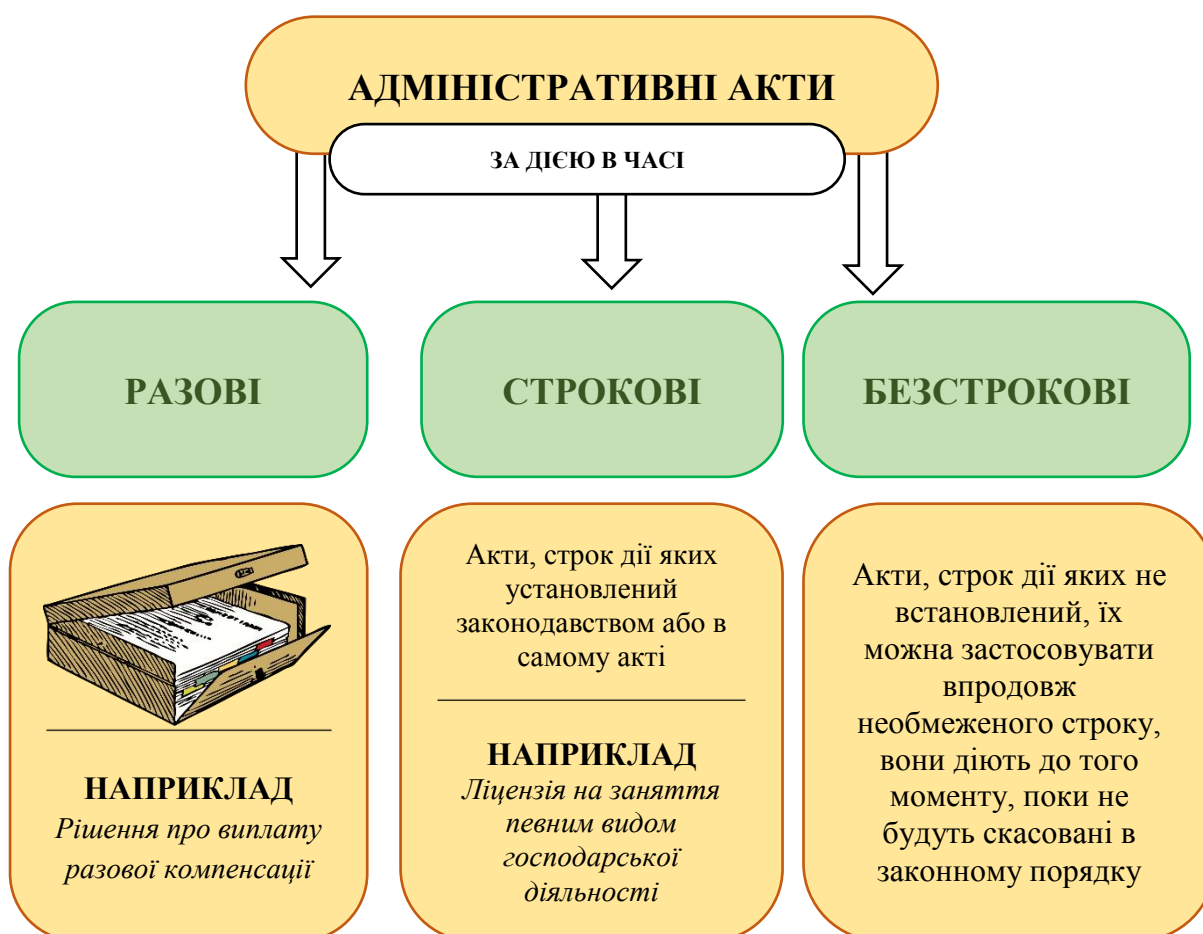 АДМІНІСТРАТИВНІ АКТИ
ЗА ДІЄЮ В ЧАСІ
РАЗОВІ
СТРОКОВІ
БЕЗСТРОКОВІ
НАПРИКЛАД
Рішення про виплату
разової компенсації
Акти, строк дії яких
установлений
законодавством або в
самому акті
НАПРИКЛАД
Ліцензія на заняття
певним видом
господарської
діяльності
Акти, строк дії яких не
встановлений, їх
можна застосовувати
впродовж
необмеженого строку,
вони діють до того
моменту, поки не
будуть скасовані в
законному порядку